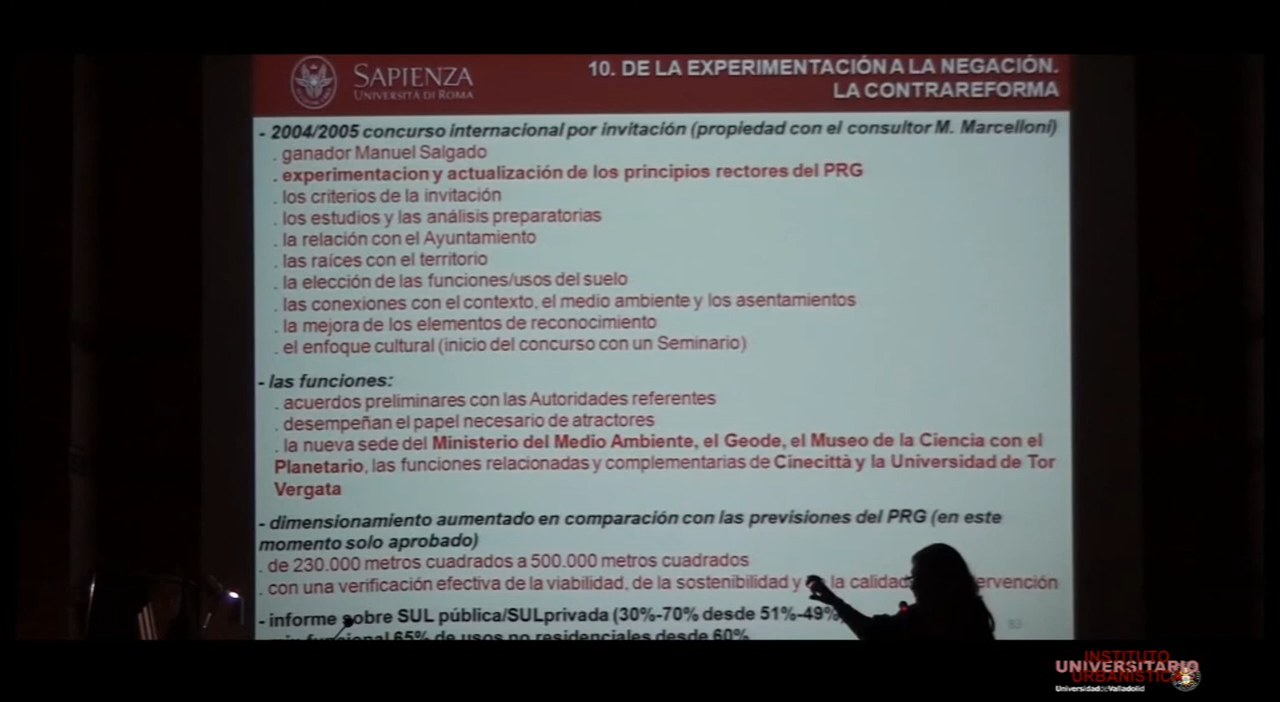 SAPIENZA
UNIVERSITÀ DI ROMA
10. DE LA EXPERIMENTACIÓN A LA NEGACIÓN.
LA CONTRAREFORMA
- 2004/2005 concurso internacional por invitación (propiedad con el consultor M. Marcelloni)
. ganador Manuel Salgado
. experimentacion y actualización de los principios rectores del PRG
. los criterios de la invitación
. los estudios y las análisis preparatorias
. la relación con el Ayuntamiento
. las raíces con el territorio
. la elección de las funciones/usos del suelo
. las conexiones con el contexto, el medio ambiente y los asentamientos
. la mejora de los elementos de reconocimiento
. el enfoque cultural (inicio del concurso con un Seminario)
- las funciones:
. acuerdos preliminares con las Autoridades referentes
. desempeñan el papel necesario de atractores
. la nueva sede del Ministerio del Medio Ambiente, el Geode, el Museo de la Ciencia con el
Planetario, las funciones relacionadas y complementarias de Cinecittà y la Universidad de Tor
Vergata
- dimensionamiento aumentado en comparación con las previsiones del PRG (en este
momento solo aprobado)
. de 230.000 metros cuadrados a 500.000 metros cuadrados
. con una verificación efectiva de la viabilidad, de la sostenibilidad y la
- informe sobre SUL pública/SULprivada (30%-70% desde 51%-49%
65% de usos no residenciales desde 60%
INSTITUTO
UNIVERSITARIO
URBANÍSTICA
Universidad de Valladolid